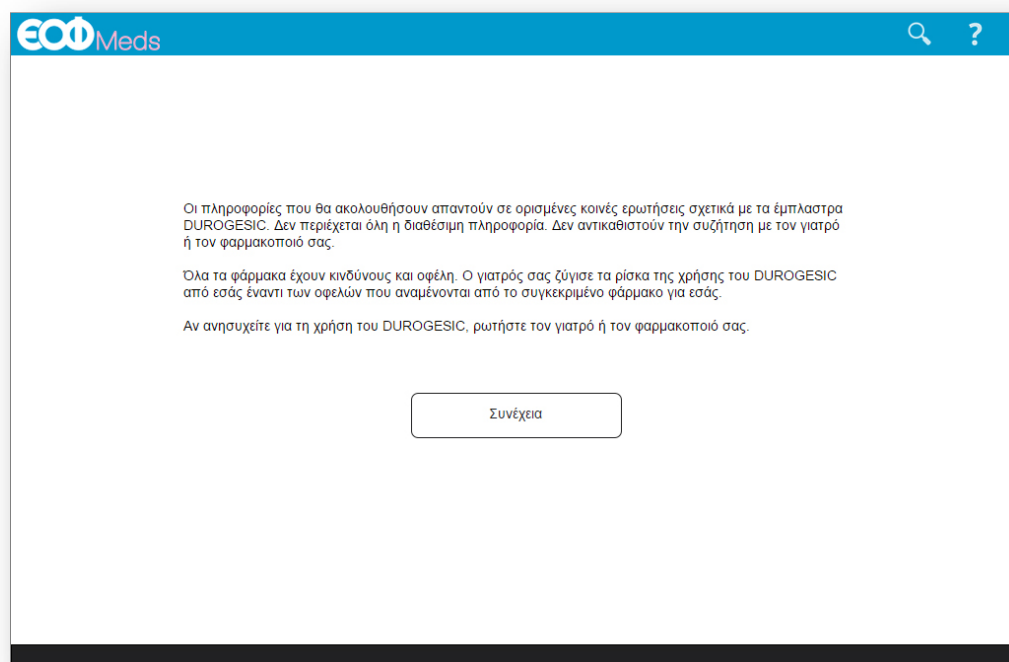 ΕΟΦMeds
?
Οι πληροφορίες που θα ακολουθήσουν απαντούν σε ορισμένες κοινές ερωτήσεις σχετικά με τα έμπλαστρα
DUROGESIC. Δεν περιέχεται όλη η διαθέσιμη πληροφορία. Δεν αντικαθιστούν την συζήτηση με τον γιατρό
ή τον φαρμακοποιό σας.
Όλα τα φάρμακα έχουν κινδύνους και οφέλη. Ο γιατρός σας ζύγισε τα ρίσκα της χρήσης του DUROGESIC
από εσάς έναντι των οφελών που αναμένονται από το συγκεκριμένο φάρμακο για εσάς.
Αν ανησυχείτε για τη χρήση του DUROGESIC, ρωτήστε τον γιατρό ή τον φαρμακοποιό σας.
Συνέχεια